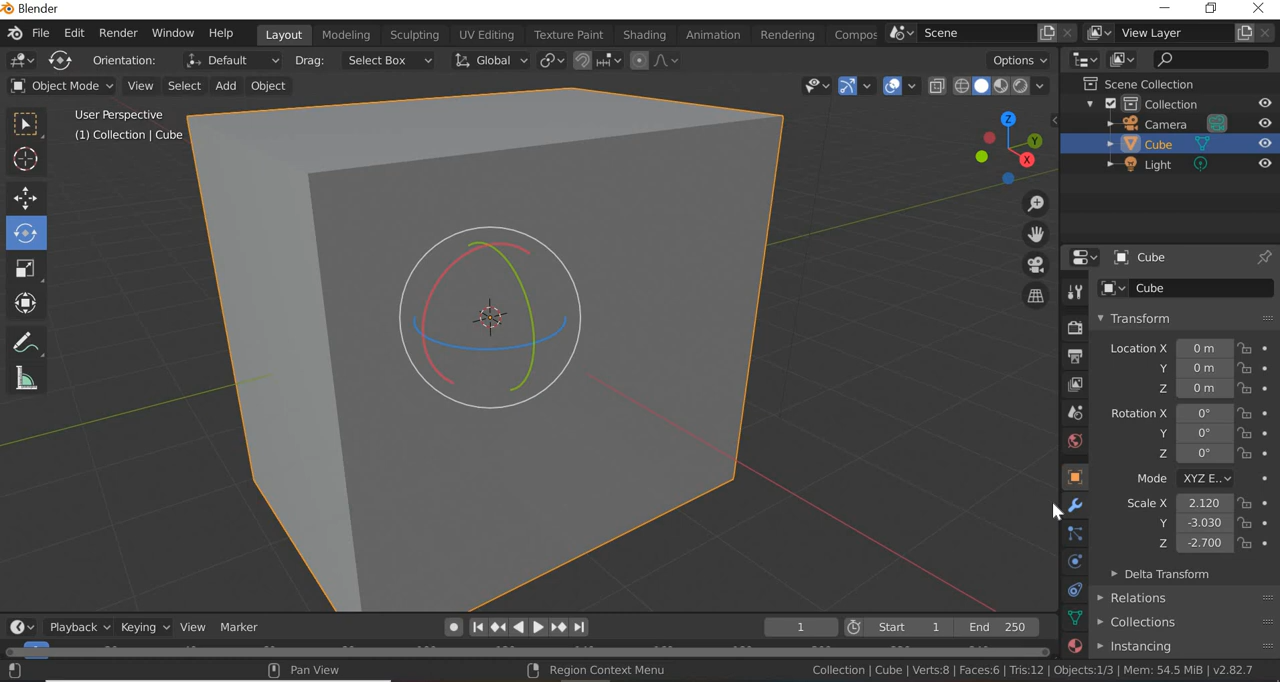 Blender
File Edit Render Window Help Layout Modeling Sculpting UV Editing Texture Paint Shading Animation Rendering Compos Scene View Layer
Orientation: Default Drag: Select Box Global Options
Object Mode View Select Add Object
User Perspective
(1) Collection | Cube
Z
Y
X
Scene Collection
Collection
Camera
Cube
Light
Cube
Cube
Transform
Location X 0 m
Y 0 m
Z 0 m
Rotation X 0°
Y 0°
Z 0°
Mode XYZ E..
Scale X 2.120
Y -3.030
Z -2.700
Delta Transform
Relations
Collections
Instancing
Playback Keying View Marker 1 Start 1 End 250
Pan View Region Context Menu Collection | Cube | Verts:8 | Faces:6 | Tris:12 | Objects:1/3 | Mem: 54.5 MiB | v2.82.7